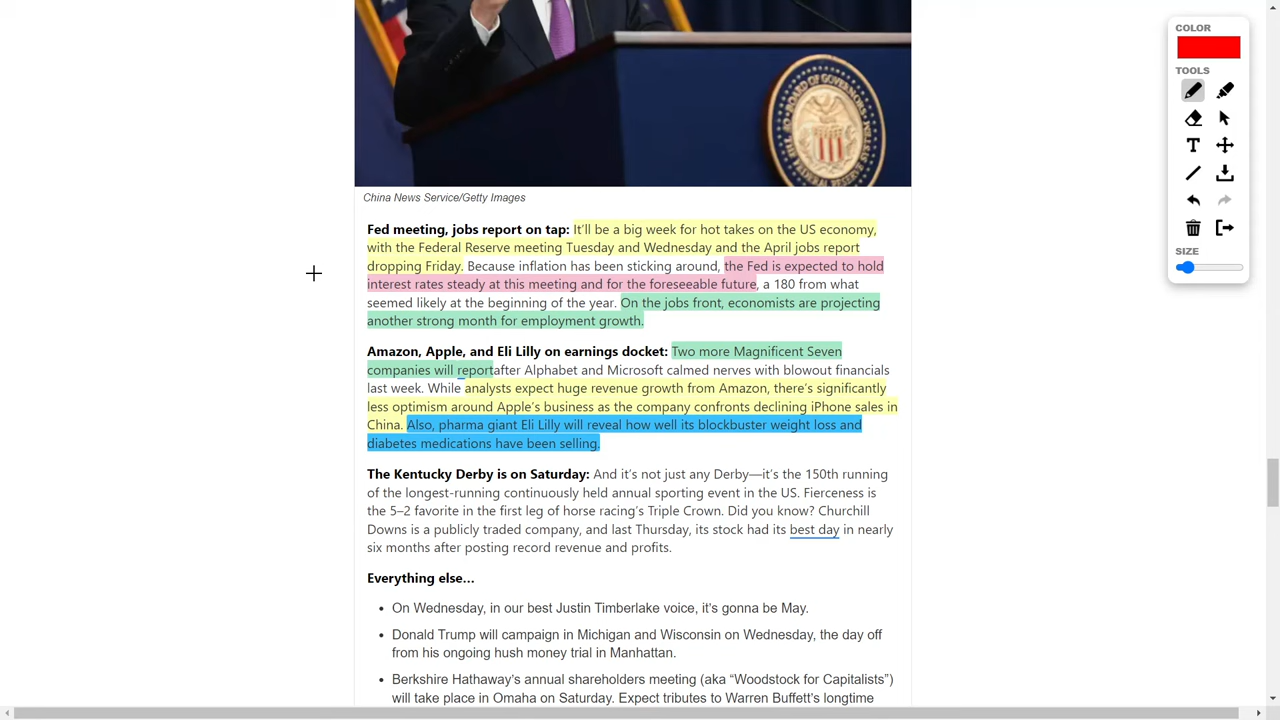 BOARD OF GOVERNORS
FEDERAL RESERVE
China News Service/Getty Images
Fed meeting, jobs report on tap: It’ll be a big week for hot takes on the US economy,
with the Federal Reserve meeting Tuesday and Wednesday and the April jobs report
dropping Friday. Because inflation has been sticking around, the Fed is expected to hold
interest rates steady at this meeting and for the foreseeable future, a 180 from what
seemed likely at the beginning of the year. On the jobs front, economists are projecting
another strong month for employment growth.
Amazon, Apple, and Eli Lilly on earnings docket: Two more Magnificent Seven
companies will reportafter Alphabet and Microsoft calmed nerves with blowout financials
last week. While analysts expect huge revenue growth from Amazon, there’s significantly
less optimism around Apple’s business as the company confronts declining iPhone sales in
China. Also, pharma giant Eli Lilly will reveal how well its blockbuster weight loss and
diabetes medications have been selling.
The Kentucky Derby is on Saturday: And it’s not just any Derby—it’s the 150th running
of the longest-running continuously held annual sporting event in the US. Fierceness is
the 5–2 favorite in the first leg of horse racing’s Triple Crown. Did you know? Churchill
Downs is a publicly traded company, and last Thursday, its stock had its best day in nearly
six months after posting record revenue and profits.
Everything else…
• On Wednesday, in our best Justin Timberlake voice, it’s gonna be May.
• Donald Trump will campaign in Michigan and Wisconsin on Wednesday, the day off
from his ongoing hush money trial in Manhattan.
• Berkshire Hathaway’s annual shareholders meeting (aka “Woodstock for Capitalists”)
will take place in Omaha on Saturday. Expect tributes to Warren Buffett’s longtime
COLOR
TOOLS
T
SIZE